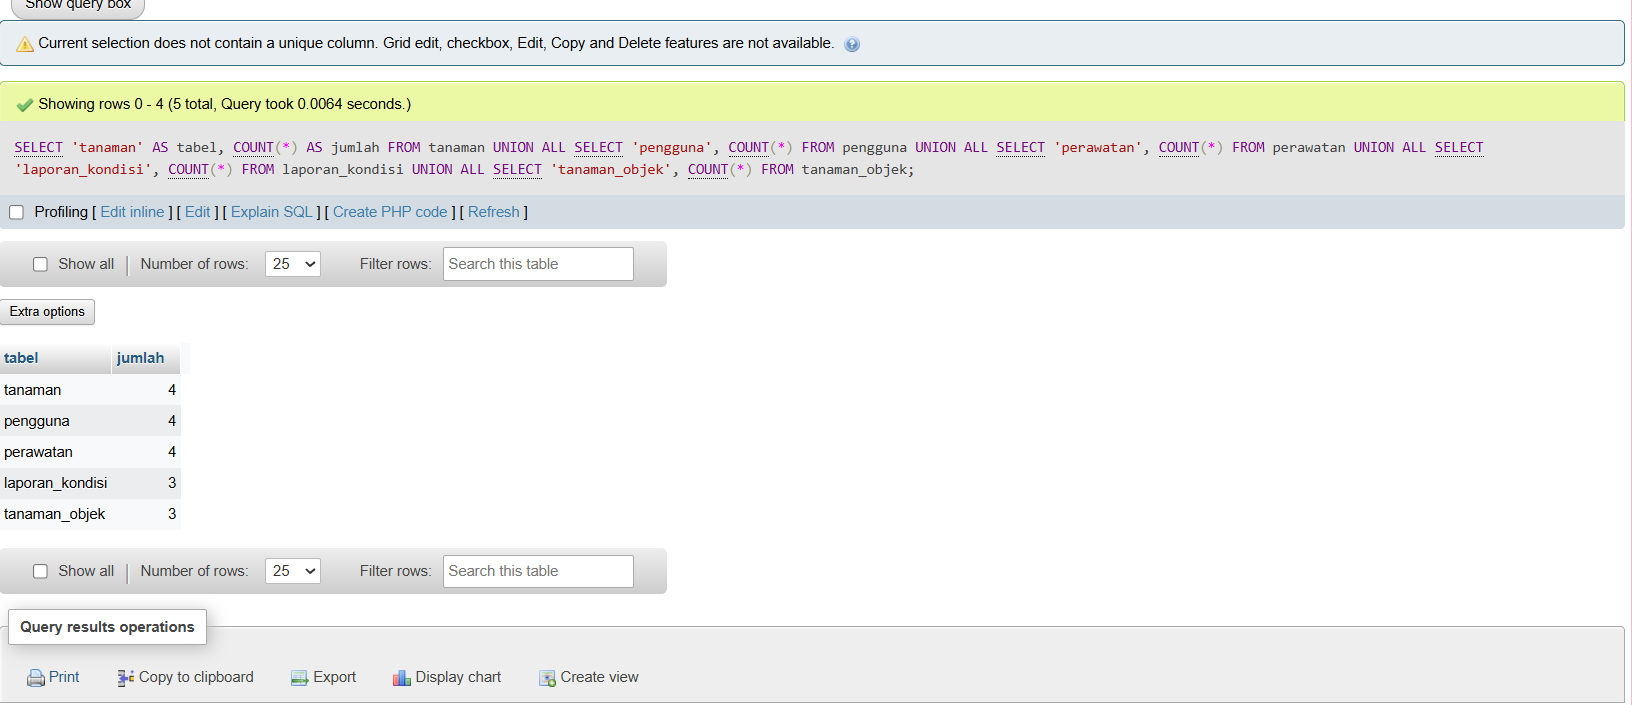 Show query box
Current selection does not contain a unique column. Grid edit, checkbox, Edit, Copy and Delete features are not available.
Showing rows 0 - 4 (5 total, Query took 0.0064 seconds.)
SELECT 'tanaman' AS tabel, COUNT(*) AS jumlah FROM tanaman UNION ALL SELECT 'pengguna', COUNT(*) FROM pengguna UNION ALL SELECT 'perawatan', COUNT(*) FROM perawatan UNION ALL SELECT
'laporan_kondisi', COUNT(*) FROM laporan_kondisi UNION ALL SELECT 'tanaman_objek', COUNT(*) FROM tanaman_objek;
Profiling [ Edit inline ] [ Edit ] [ Explain SQL ] [ Create PHP code ] [ Refresh ]
Show all Number of rows: 25 Filter rows: Search this table
Extra options
tabel jumlah
tanaman 4
pengguna 4
perawatan 4
laporan_kondisi 3
tanaman_objek 3
Show all Number of rows: 25 Filter rows: Search this table
Query results operations
Print Copy to clipboard Export Display chart Create view